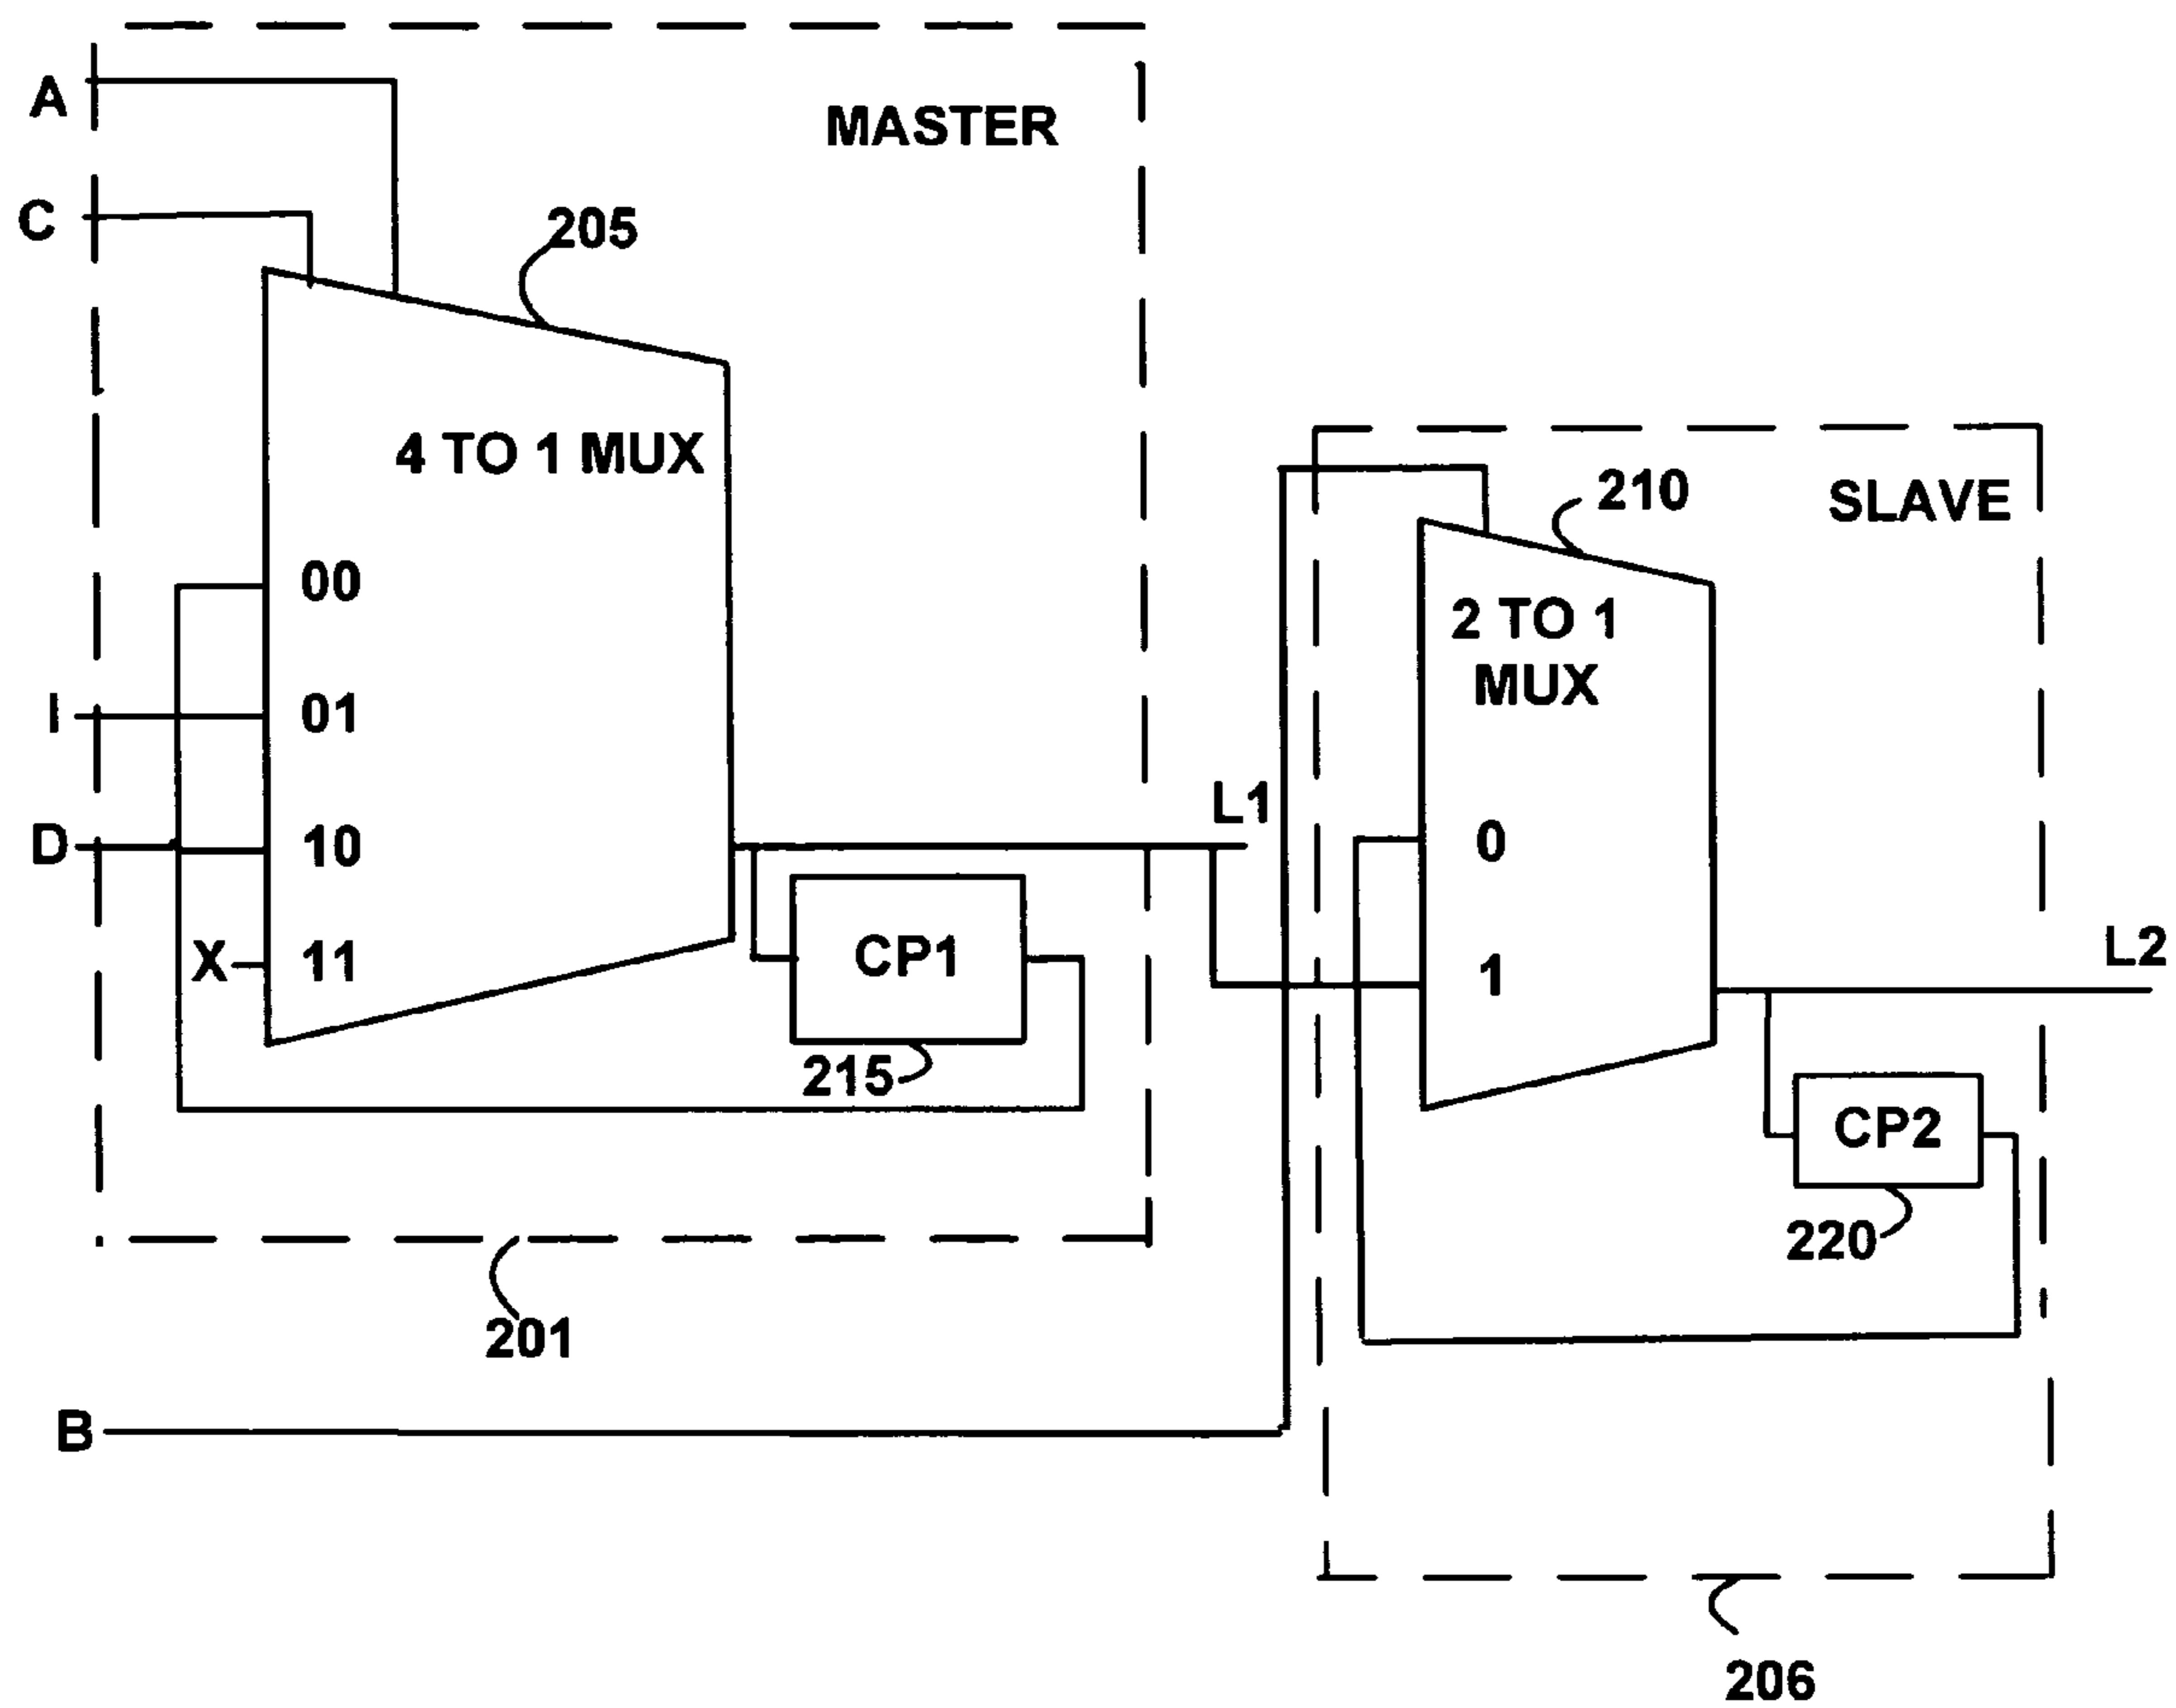 A
MASTER
C
205
4 TO 1 MUX
210
SLAVE
00
2 TO 1
MUX
I
01
L1
D
10
0
X
11
CP1
1
L2
215
CP2
220
201
B
206